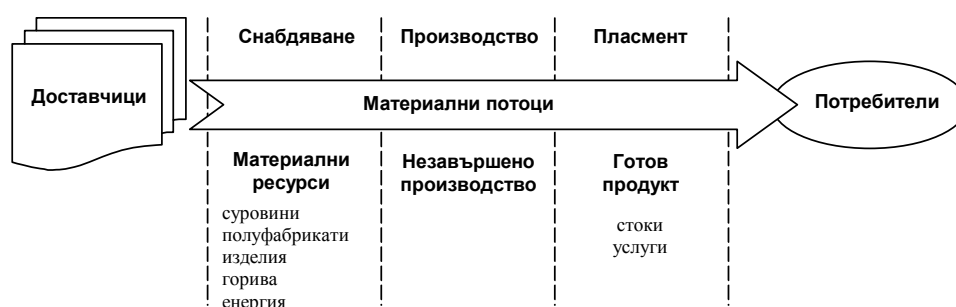 Снабдяване
Производство
Пласмент
Доставчици
Материални потоци
Потребители
Материални
ресурси
Незавършено
производство
Готов
продукт
суровини
полуфабрикати
изделия
горива
енергия
стоки
услуги